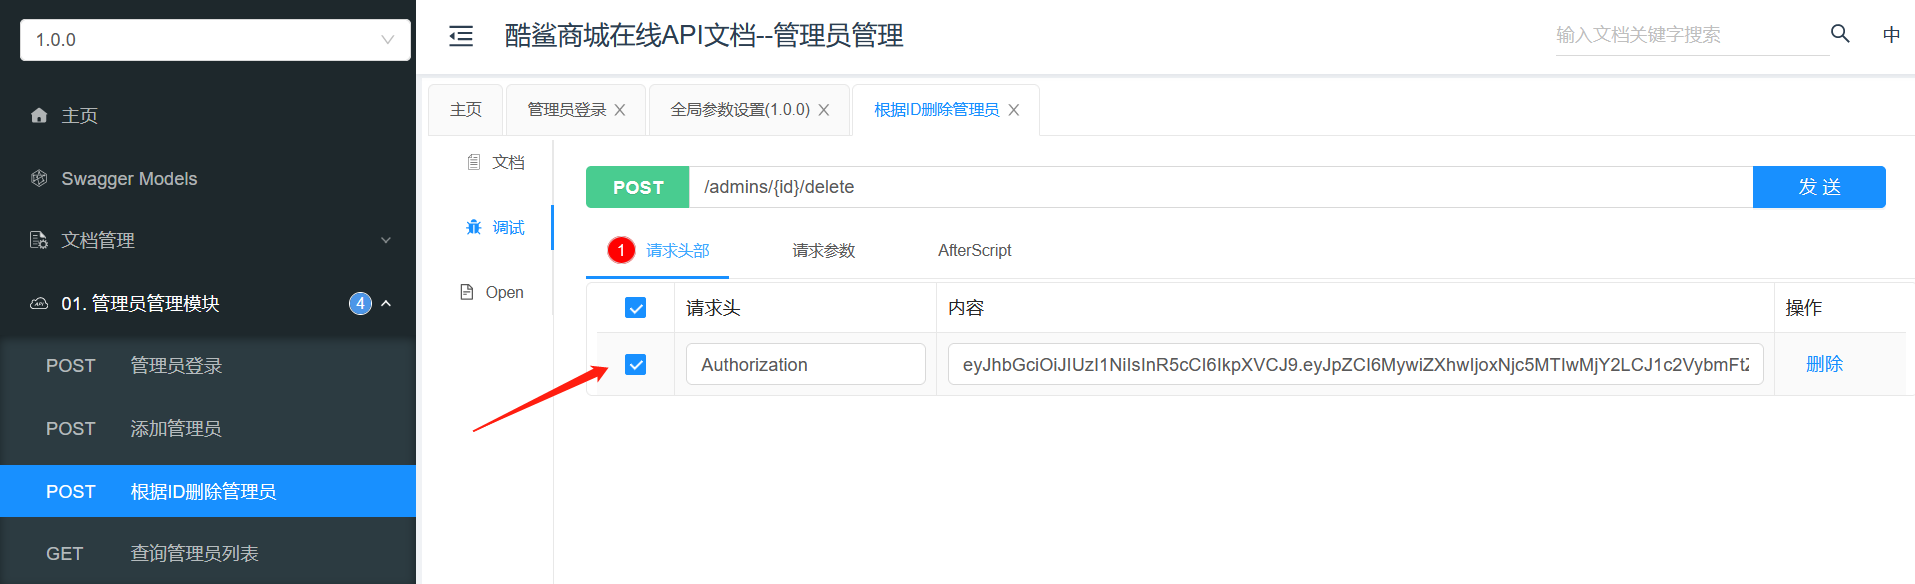 1.0.0
主页
Swagger Models
文档管理
01. 管理员管理模块 4
POST 管理员登录
POST 添加管理员
POST 根据ID删除管理员
GET 查询管理员列表
酷鲨商城在线API文档--管理员管理
输入文档关键字搜索
中
主页 管理员登录 全局参数设置(1.0.0) 根据ID删除管理员
文档
调试
Open
POST /admins/{id}/delete 发 送
1 请求头部 请求参数 AfterScript
请求头 内容 操作
Authorization eyJhbGciOiJIUzI1NiIsInR5cCI6IkpXVCJ9.eyJpZCI6MywiZXhwIjoxNjc5MTIwMjY2LCJ1c2VybmFtZ 删除